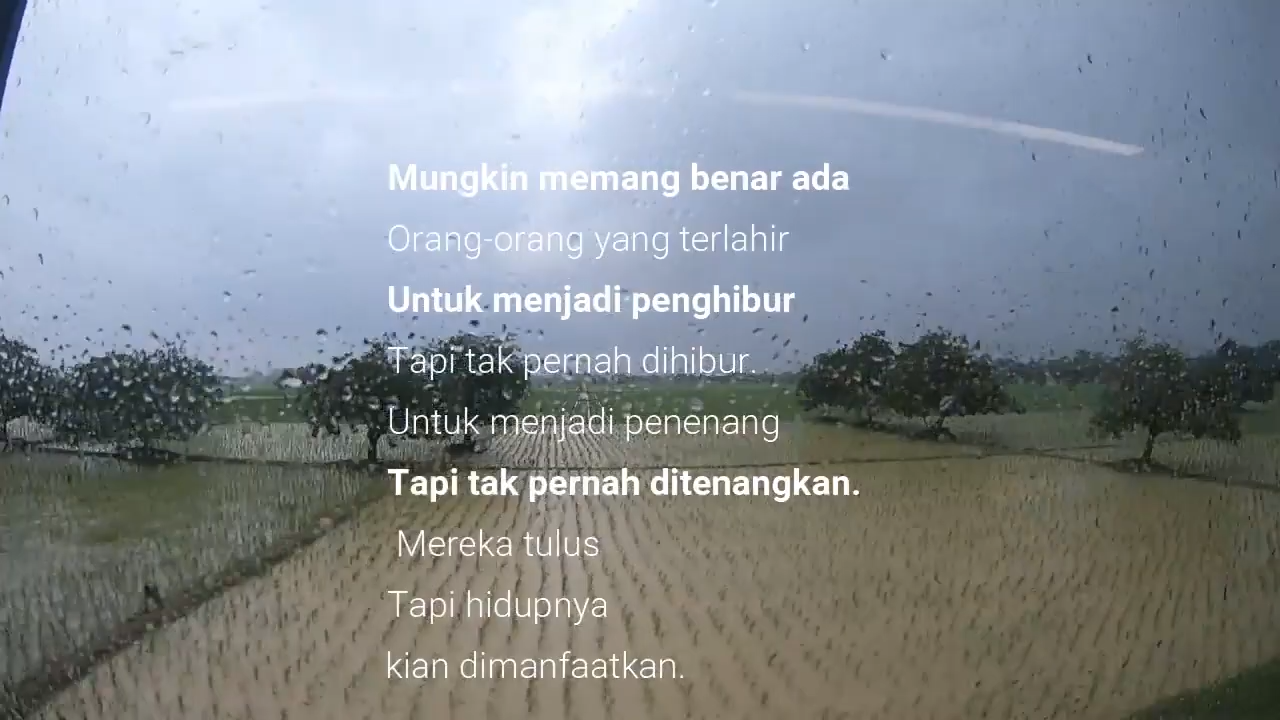 Mungkin memang benar ada
Orang-orang yang terlahir
Untuk menjadi penghibur
Tapi tak pernah dihibur.
Untuk menjadi penenang
Tapi tak pernah ditenangkan.
Mereka tulus
Tapi hidupnya
kian dimanfaatkan.